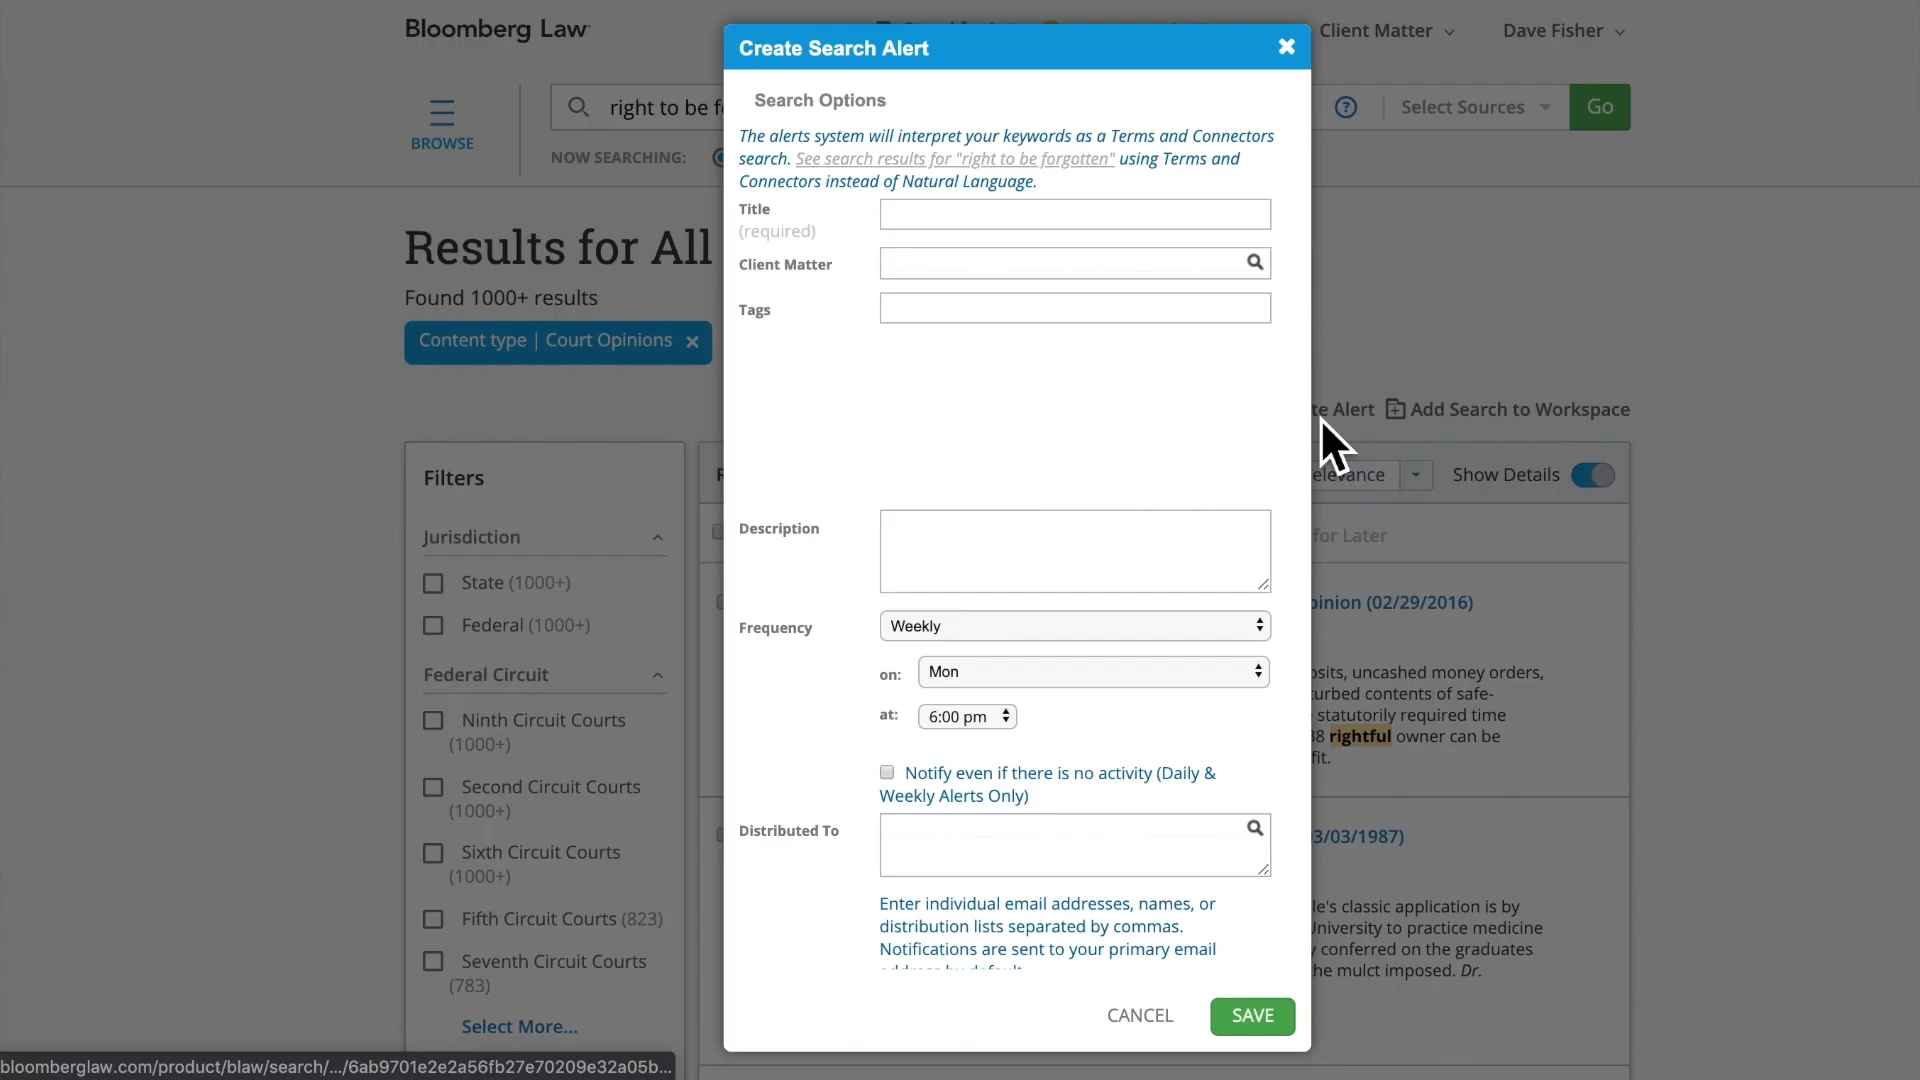 Bloomberg Law
Client Matter
Dave Fisher
BROWSE
right to be f
Select Sources
Go
NOW SEARCHING:
Results for All
Found 1000+ results
Content type | Court Opinions
Create Search Alert
Search Options
The alerts system will interpret your keywords as a Terms and Connectors
search. See search results for "right to be forgotten" using Terms and
Connectors instead of Natural Language.
Title
(required)
Client Matter
Tags
Description
Frequency
Weekly
on:
Mon
at:
6:00 pm
Notify even if there is no activity (Daily &
Weekly Alerts Only)
Distributed To
Enter individual email addresses, names, or
distribution lists separated by commas.
Notifications are sent to your primary email
CANCEL
SAVE
te Alert
Add Search to Workspace
elevance
Show Details
for Later
pinion (02/29/2016)
osits, uncashed money orders,
urbed contents of safe-
statutorily required time
38 rightful owner can be
fit.
3/03/1987)
le's classic application is by
University to practice medicine
y conferred on the graduates
he mulct imposed. Dr.
Filters
Jurisdiction
State (1000+)
Federal (1000+)
Federal Circuit
Ninth Circuit Courts
(1000+)
Second Circuit Courts
(1000+)
Sixth Circuit Courts
(1000+)
Fifth Circuit Courts (823)
Seventh Circuit Courts
(783)
Select More...
bloomberglaw.com/product/blaw/search/.../6ab9701e2e2a56fb27e70209e32a05b...